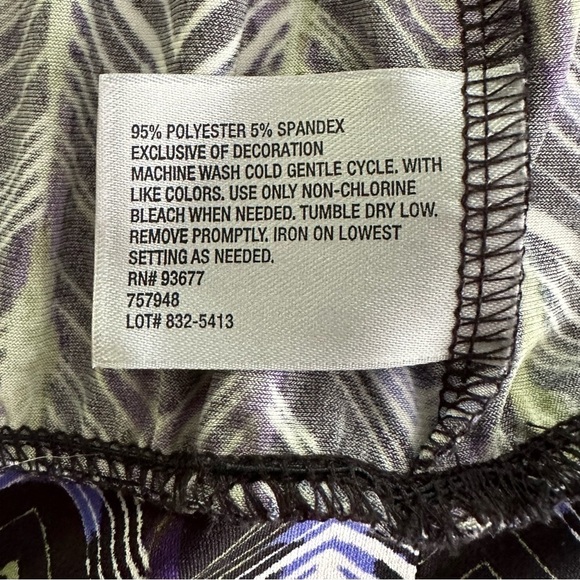 95% POLYESTER 5% SPANDEX
EXCLUSIVE OF DECORATION
MACHINE WASH COLD GENTLE CYCLE. WITH
LIKE COLORS. USE ONLY NON-CHLORINE
BLEACH WHEN NEEDED. TUMBLE DRY LOW.
REMOVE PROMPTLY. IRON ON LOWEST
SETTING AS NEEDED.
RN# 93677
757948
LOT# 832-5413